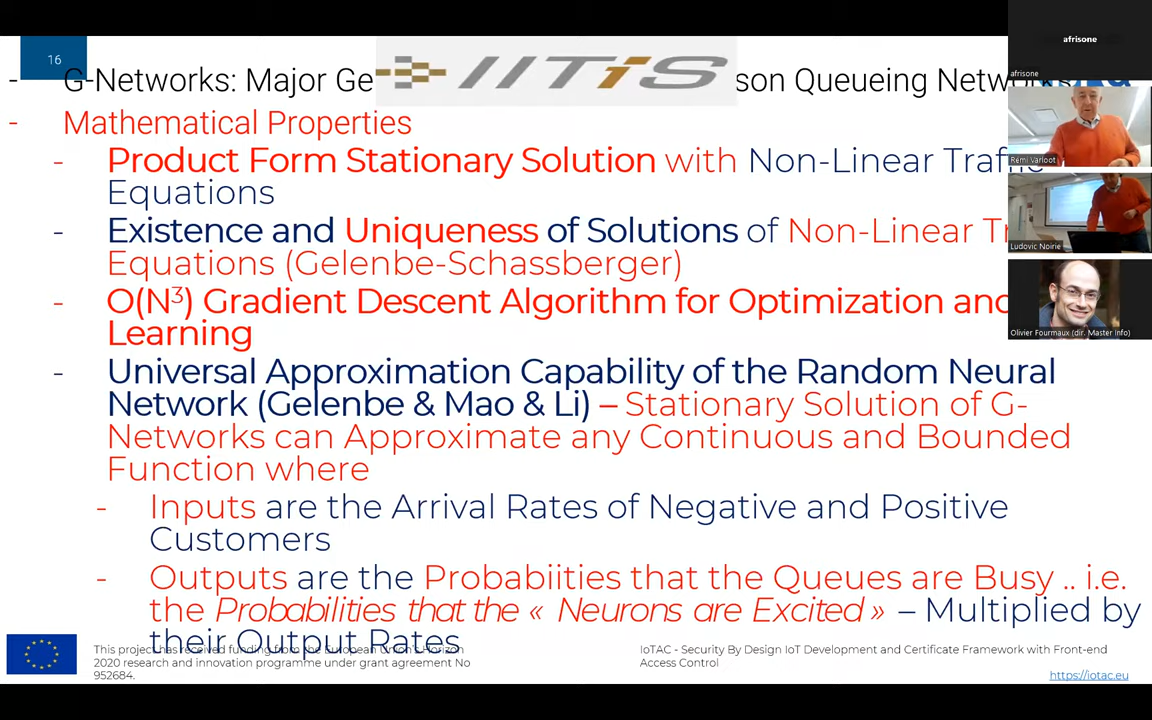 16
afrisone
afrisone
IITiS
- G-Networks: Major Ge son Queueing Netw
- Mathematical Properties
- Product Form Stationary Solution with Non-Linear Traffic
Equations
- Existence and Uniqueness of Solutions of Non-Linear Tr
Equations (Gelenbe-Schassberger)
- O(N³) Gradient Descent Algorithm for Optimization and
Learning
- Universal Approximation Capability of the Random Neural
Network (Gelenbe & Mao & Li) – Stationary Solution of G-
Networks can Approximate any Continuous and Bounded
Function where
- Inputs are the Arrival Rates of Negative and Positive
Customers
- Outputs are the Probabiities that the Queues are Busy .. i.e.
the Probabilities that the « Neurons are Excited » – Multiplied by
their Output Rates
Rémi Varloot
Ludovic Noirie
Olivier Fourmaux (dir. Master Info)
This project has received funding from the European Union's Horizon
2020 research and innovation programme under grant agreement No
952684.
IoTAC - Security By Design IoT Development and Certificate Framework with Front-end
Access Control
https://iotac.eu